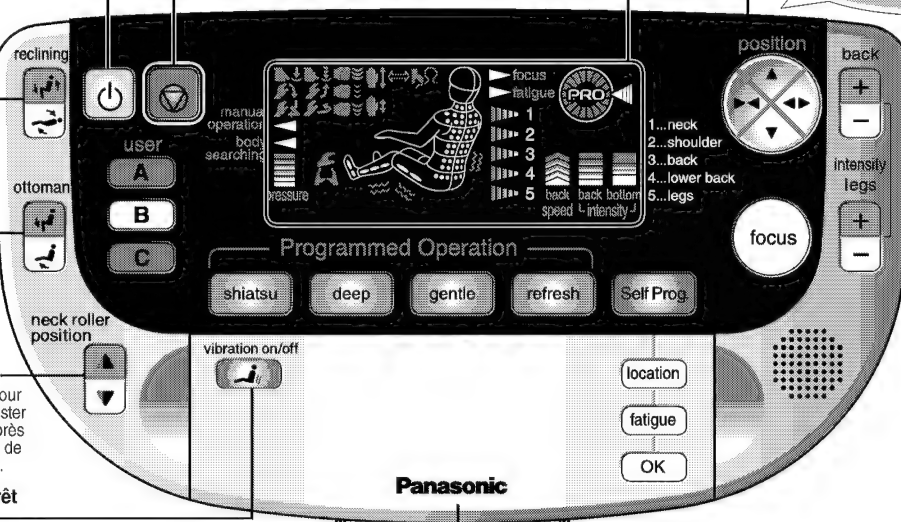 reclining
position
back
+
−
focus
fatigue
PRO
manual
operation
body
searching
1
2
3
4
5
1...neck
2...shoulder
3...back
4...lower back
5...legs
pressure
back
speed
back bottom
intensity
user
A
B
C
ottoman
intensity
legs
+
−
focus
Programmed Operation
shiatsu
deep
gentle
refresh
Self Prog.
neck roller
position
vibration on/off
location
fatigue
OK
our
ster
près
de
.
rêt
Panasonic